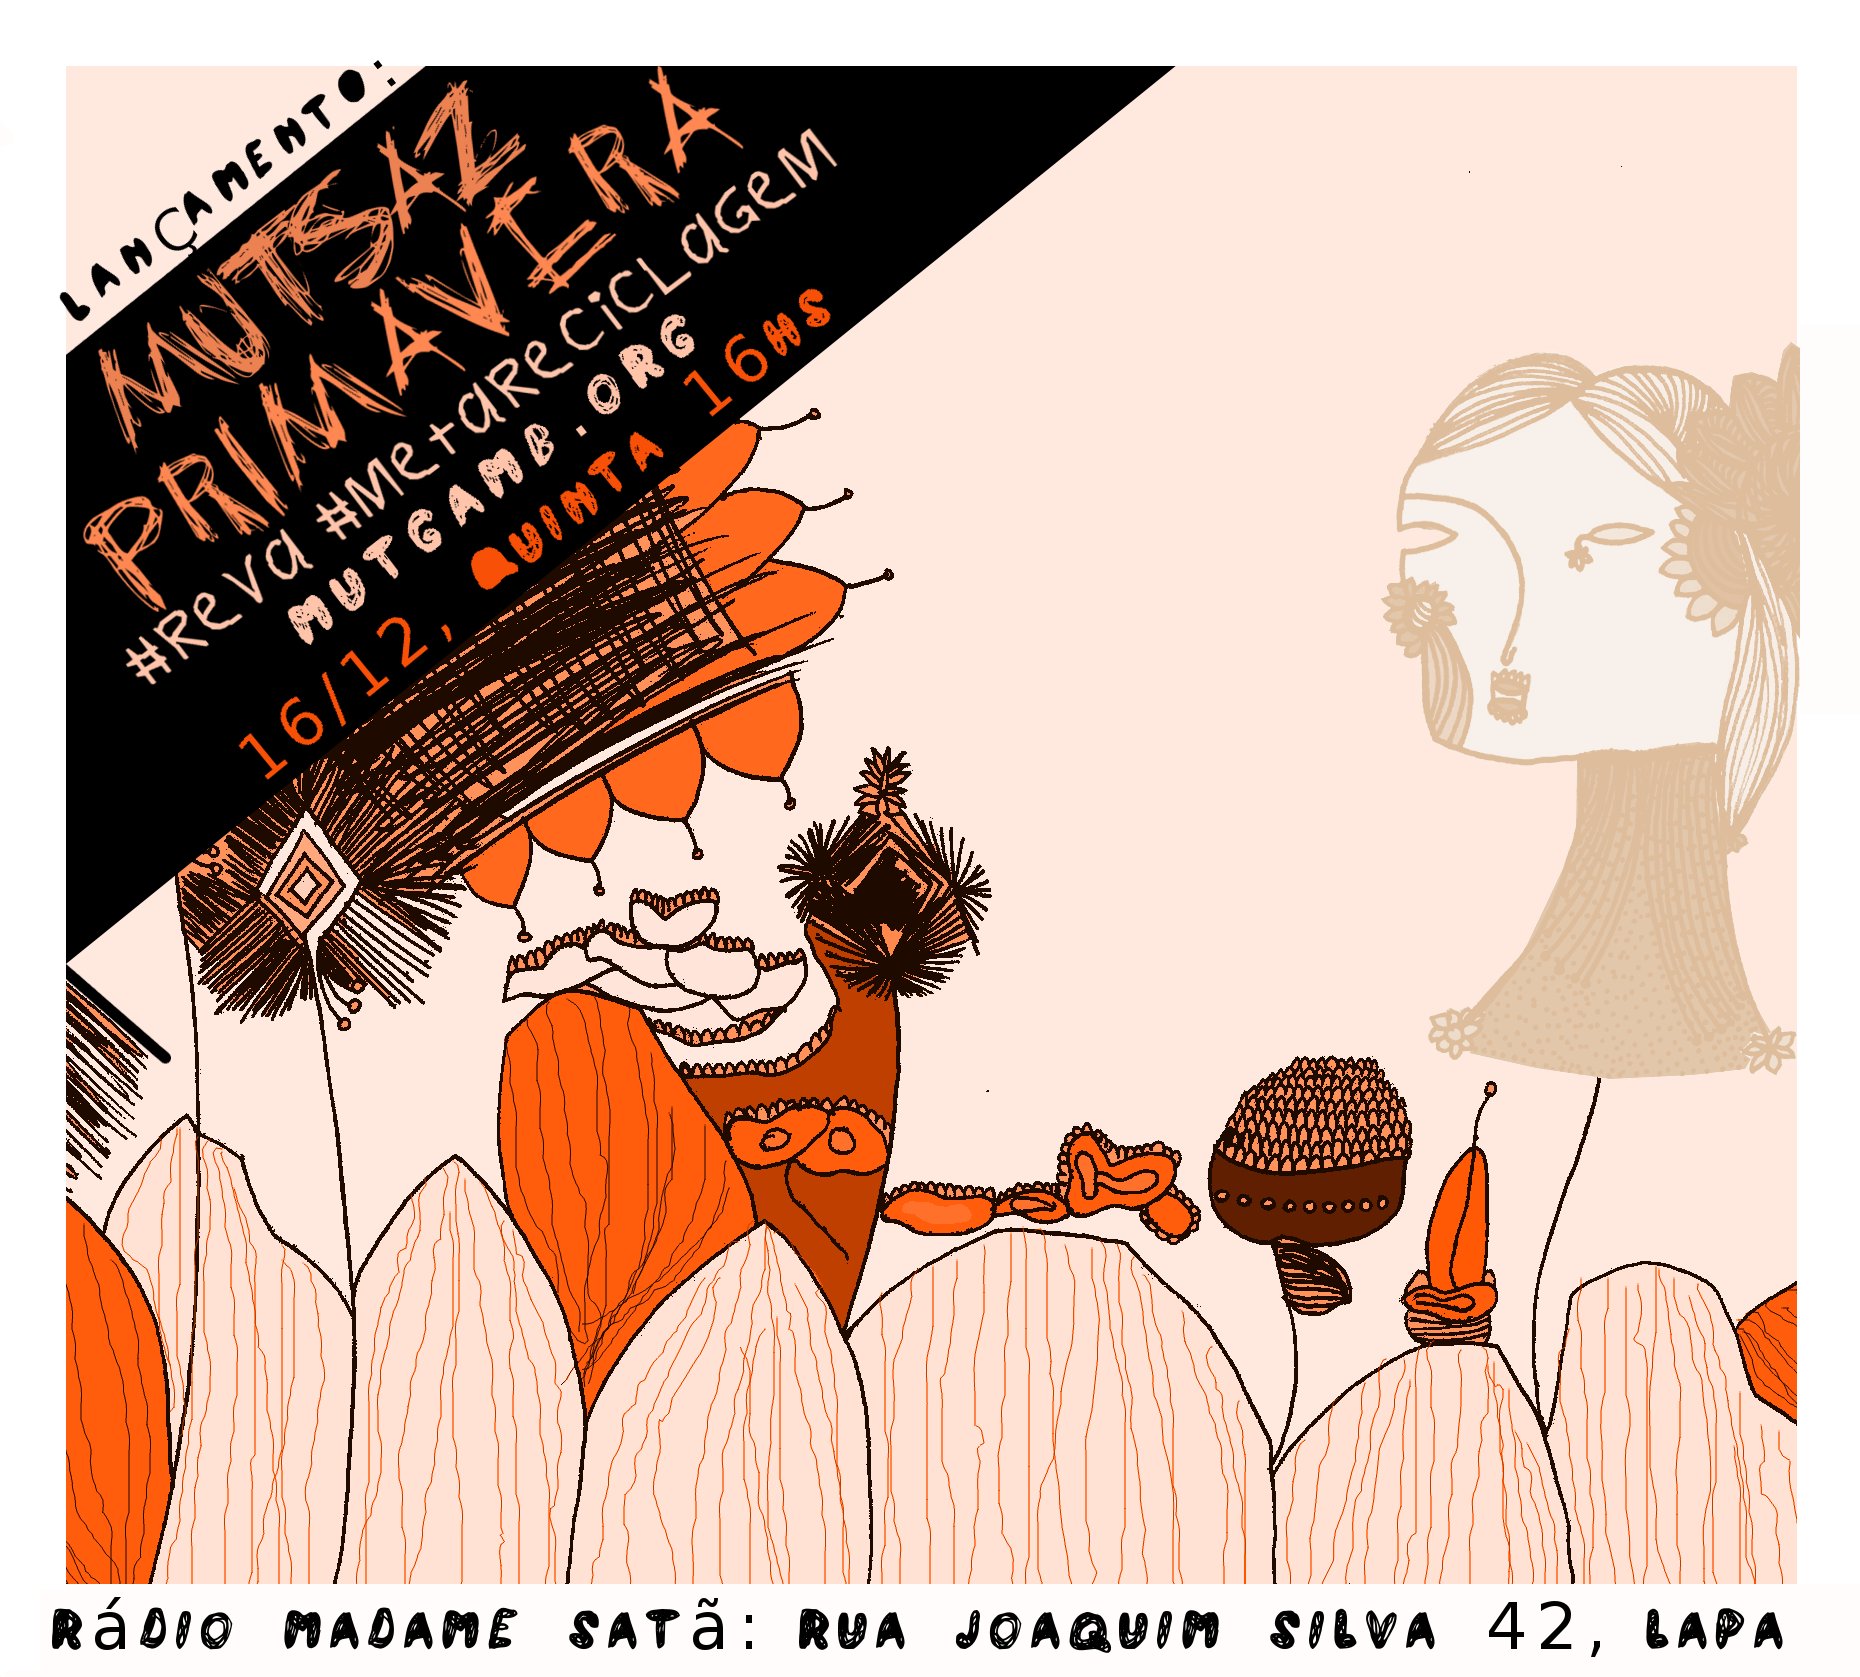 LANÇAMENTO:
MUTSAZ
PRIMAVERA
#Reva #MetaReciclagem
MUTGAMB.ORG
16/12, QUINTA 16HS
RáDIO MADAME SATã: RUA JOAQUIM SILVA 42, LAPA